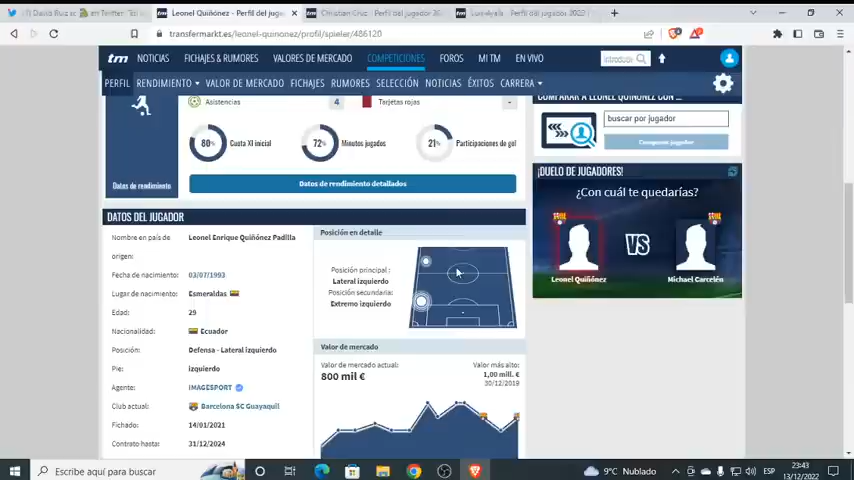 Leonel Quiñónez - Perfil del jug
Christian Cruz - Perfil del jugador 20
transfermarkt.es/leonel-quinonez/profil/spieler/486120
tm NOTICIAS FICHAJES & RUMORES VALORES DE MERCADO COMPETICIONES FOROS MI TM EN VIVO
PERFIL RENDIMIENTO VALOR DE MERCADO FICHAJES RUMORES SELECCIÓN NOTICIAS ÉXITOS CARRERA
Asistencias 4 Tarjetas rojas -
80% Cuota XI inicial 72% Minutos jugados 21% Participaciones de gol
Datos de rendimiento
Datos de rendimiento detallados
COMPARAR A LEONEL QUIÑÓNEZ CON ...
buscar por jugador
Comparar jugador
¡DUELO DE JUGADORES!
¿Con cuál te quedarías?
VS
Leonel Quiñónez Michael Carcelén
DATOS DEL JUGADOR
Nombre en país de origen: Leonel Enrique Quiñónez Padilla
Fecha de nacimiento: 03/07/1993
Lugar de nacimiento: Esmeraldas
Edad: 29
Nacionalidad: Ecuador
Posición: Defensa - Lateral izquierdo
Pie: izquierdo
Agente: IMAGESPORT
Club actual: Barcelona SC Guayaquil
Fichado: 14/01/2021
Contrato hasta: 31/12/2024
Posición en detalle
Posición principal :
Lateral izquierdo
Posición secundaria:
Extremo izquierdo
Valor de mercado
Valor de mercado actual:
800 mil €
Valor más alto:
1,00 mill. €
30/12/2019
Escribe aquí para buscar
9°C Nublado
ESP
23:43
13/12/2022